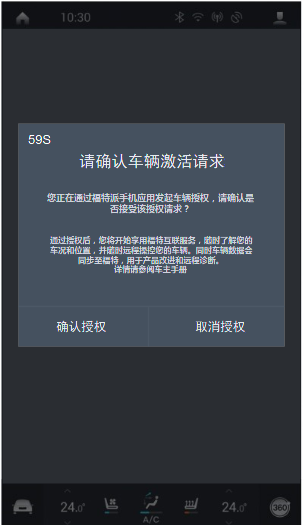 10:30
59S
请确认车辆激活请求
您正在通过福特派手机应用发起车辆授权，请确认是
否接受该授权请求？
通过授权后，您将开始享用福特互联服务，随时了解您的
车况和位置，并随时远程操控您的车辆。同时车辆数据会
同步至福特，用于产品改进和远程诊断。
详情请参阅车主手册
确认授权 取消授权
24.0° A/C 24.0° 360°